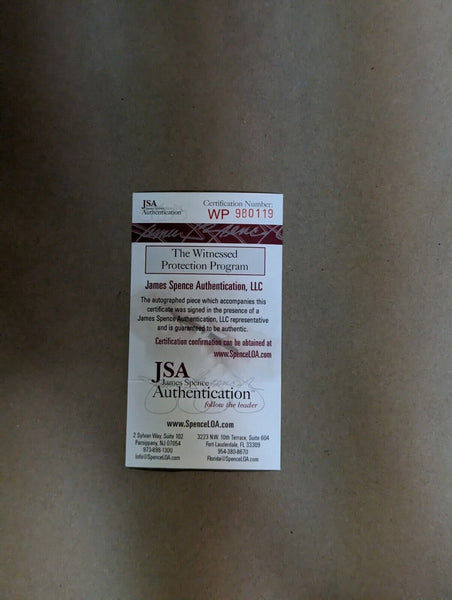 JSA
James Spence
Authentication
Certification Number:
WP 980119
The Witnessed
Protection Program
James Spence Authentication, LLC
The autographed piece which accompanies this
certificate was signed in the presence of a
James Spence Authentication, LLC representative
and is guaranteed to be authentic.
Certification confirmation can be obtained at
www.SpenceLOA.com
JSA
James Spence
Authentication
follow the leader
www.SpenceLOA.com
2 Sylvan Way, Suite 102
Parsippany, NJ 07054
973-898-1300
info@SpenceLOA.com
3223 N.W. 10th Terrace, Suite 604
Fort Lauderdale, FL 33309
954-380-8670
Florida@SpenceLOA.com